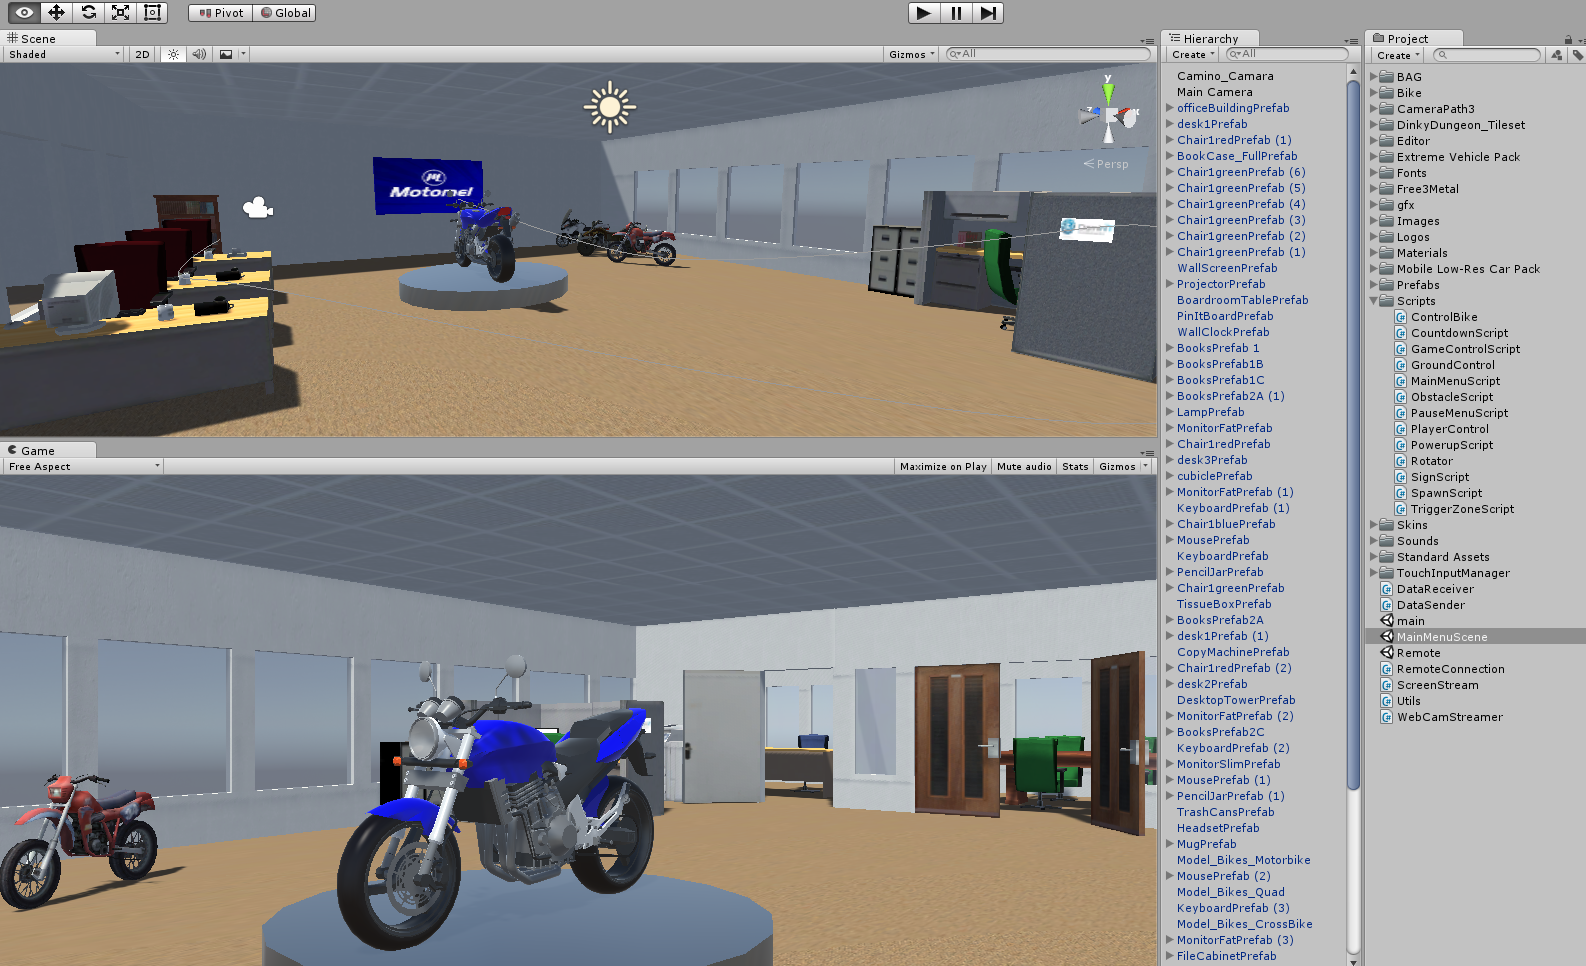 Pivot
Global
Scene
Shaded
2D
Gizmos
All
y
Persp
Motomel
Game
Free Aspect
Maximize on Play
Mute audio
Stats
Gizmos
Hierarchy
Create
All
Camino_Camara
Main Camera
officeBuildingPrefab
desk1Prefab
Chair1redPrefab (1)
BookCase_FullPrefab
Chair1greenPrefab (6)
Chair1greenPrefab (5)
Chair1greenPrefab (4)
Chair1greenPrefab (3)
Chair1greenPrefab (2)
Chair1greenPrefab (1)
WallScreenPrefab
ProjectorPrefab
BoardroomTablePrefab
PinItBoardPrefab
WallClockPrefab
BooksPrefab 1
BooksPrefab1B
BooksPrefab1C
BooksPrefab2A (1)
LampPrefab
MonitorFatPrefab
Chair1redPrefab
desk3Prefab
cubiclePrefab
MonitorFatPrefab (1)
KeyboardPrefab (1)
Chair1bluePrefab
MousePrefab
KeyboardPrefab
PencilJarPrefab
Chair1greenPrefab
TissueBoxPrefab
BooksPrefab2A
desk1Prefab (1)
CopyMachinePrefab
Chair1redPrefab (2)
desk2Prefab
DesktopTowerPrefab
MonitorFatPrefab (2)
BooksPrefab2C
KeyboardPrefab (2)
MonitorSlimPrefab
MousePrefab (1)
PencilJarPrefab (1)
TrashCansPrefab
HeadsetPrefab
MugPrefab
Model_Bikes_Motorbike
MousePrefab (2)
Model_Bikes_Quad
KeyboardPrefab (3)
Model_Bikes_CrossBike
MonitorFatPrefab (3)
FileCabinetPrefab
Project
Create
BAG
Bike
CameraPath3
DinkyDungeon_Tileset
Editor
Extreme Vehicle Pack
Fonts
Free3Metal
gfx
Images
Logos
Materials
Mobile Low-Res Car Pack
Prefabs
Scripts
ControlBike
CountdownScript
GameControlScript
GroundControl
MainMenuScript
ObstacleScript
PauseMenuScript
PlayerControl
PowerupScript
Rotator
SignScript
SpawnScript
TriggerZoneScript
Skins
Sounds
Standard Assets
TouchInputManager
DataReceiver
DataSender
main
MainMenuScene
Remote
RemoteConnection
ScreenStream
Utils
WebCamStreamer